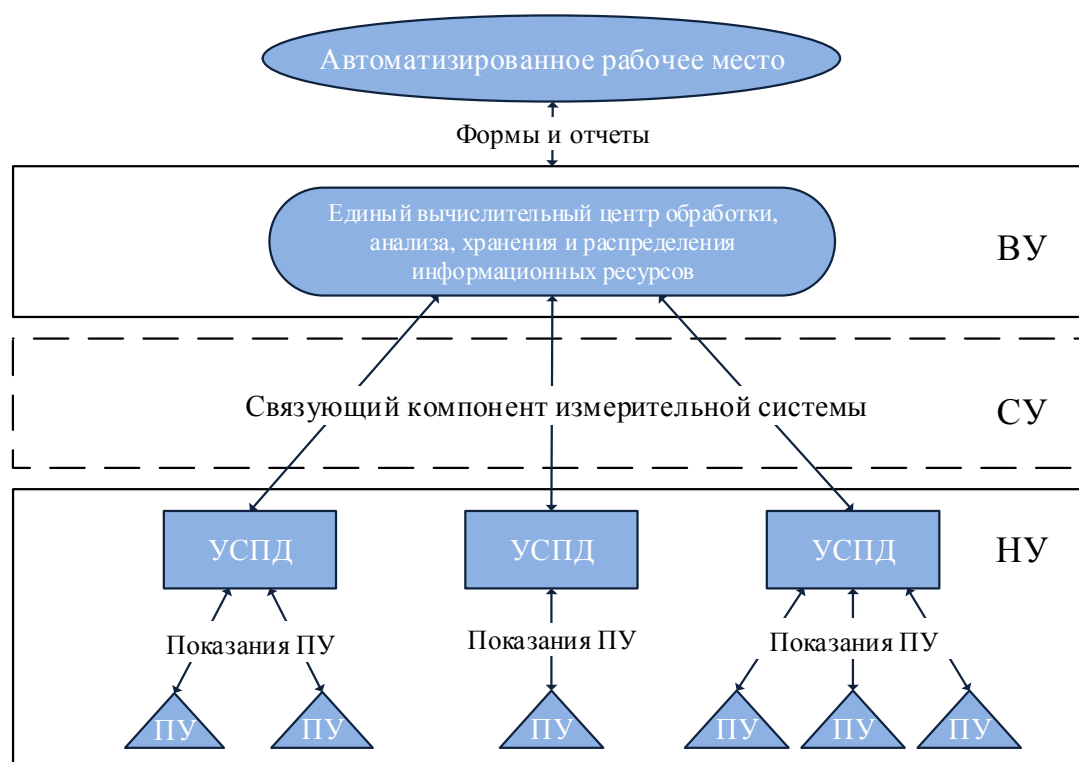 Автоматизированное рабочее место
Формы и отчеты
Единый вычислительный центр обработки,
анализа, хранения и распределения
информационных ресурсов
ВУ
Связующий компонент измерительной системы
СУ
УСПД
УСПД
УСПД
НУ
Показания ПУ
Показания ПУ
Показания ПУ
ПУ
ПУ
ПУ
ПУ
ПУ
ПУ